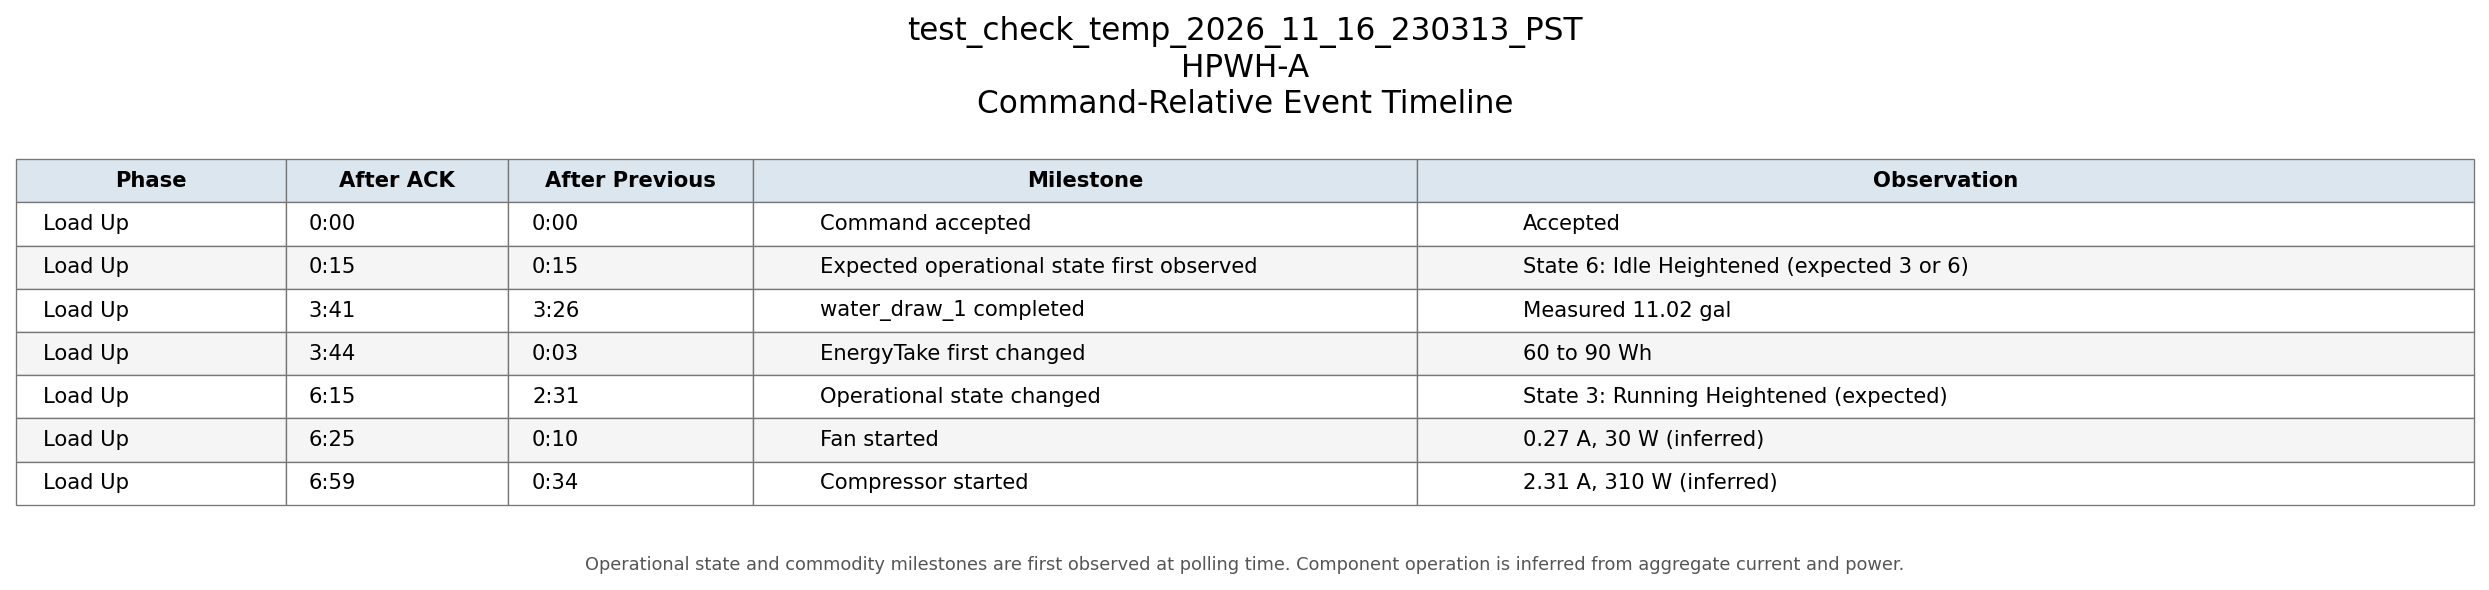 test_check_temp_2026_11_16_230313_PST
HPWH-A
Command-Relative Event Timeline
Phase After ACK After Previous Milestone Observation
Load Up 0:00 0:00 Command accepted Accepted
Load Up 0:15 0:15 Expected operational state first observed State 6: Idle Heightened (expected 3 or 6)
Load Up 3:41 3:26 water_draw_1 completed Measured 11.02 gal
Load Up 3:44 0:03 EnergyTake first changed 60 to 90 Wh
Load Up 6:15 2:31 Operational state changed State 3: Running Heightened (expected)
Load Up 6:25 0:10 Fan started 0.27 A, 30 W (inferred)
Load Up 6:59 0:34 Compressor started 2.31 A, 310 W (inferred)
Operational state and commodity milestones are first observed at polling time. Component operation is inferred from aggregate current and power.